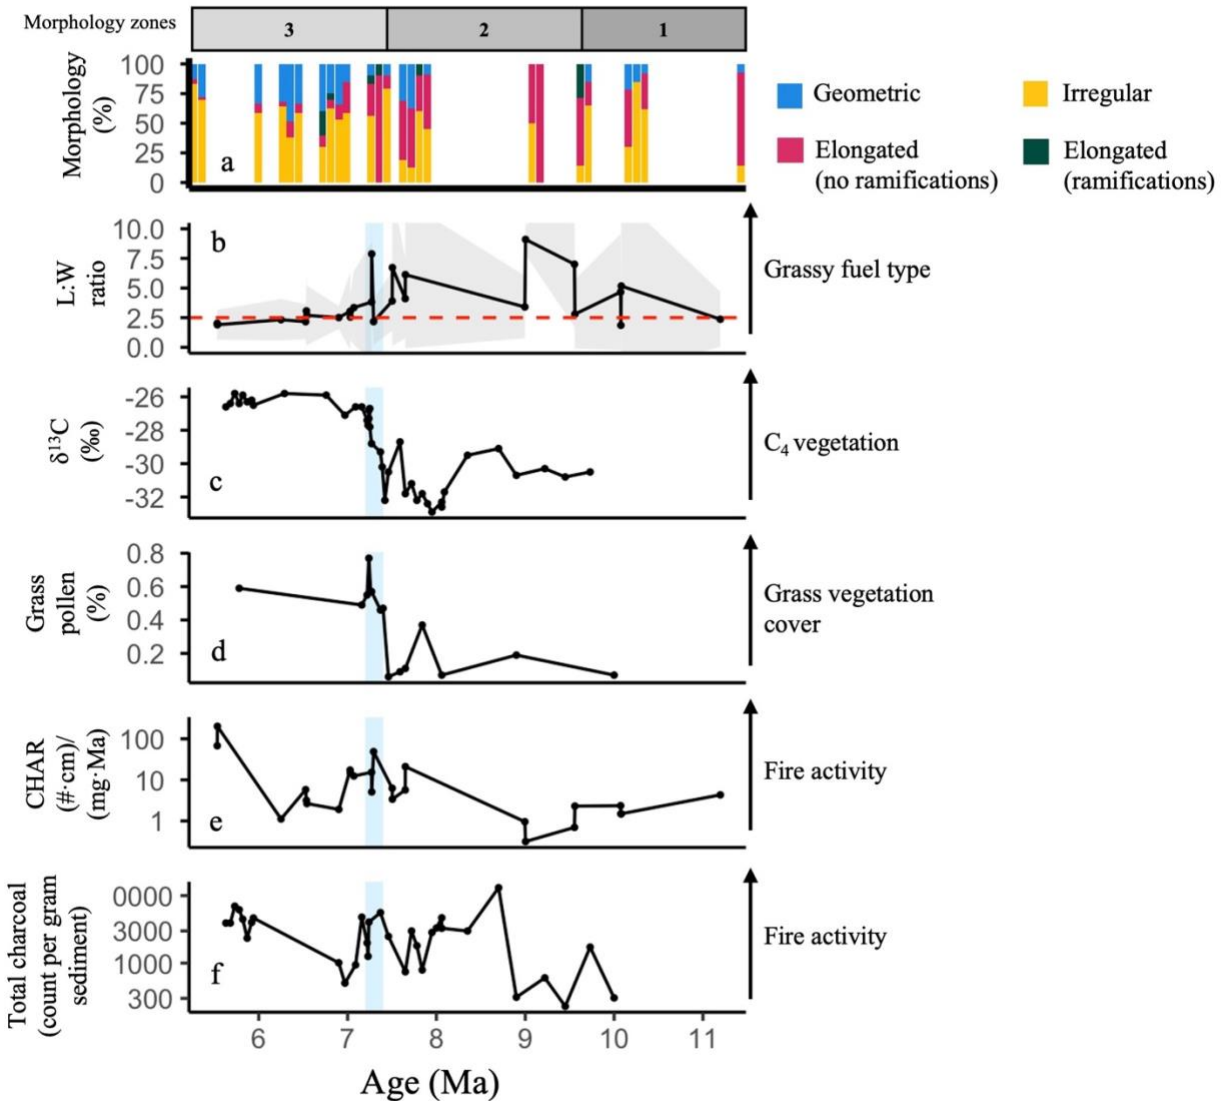 Morphology zones
3
2
1
Morphology
(%)
100
75
50
25
0
a
Geometric
Irregular
Elongated
(no ramifications)
Elongated
(ramifications)
L:W
ratio
10.0
7.5
5.0
2.5
0.0
b
Grassy fuel type
δ13C
(‰)
-26
-28
-30
-32
c
C4 vegetation
Grass
pollen
(%)
0.8
0.6
0.4
0.2
d
Grass vegetation
cover
CHAR
(#·cm)/
(mg·Ma)
100
10
1
e
Fire activity
Total charcoal
(count per gram
sediment)
0000
3000
1000
300
f
Fire activity
6
7
8
9
10
11
Age (Ma)